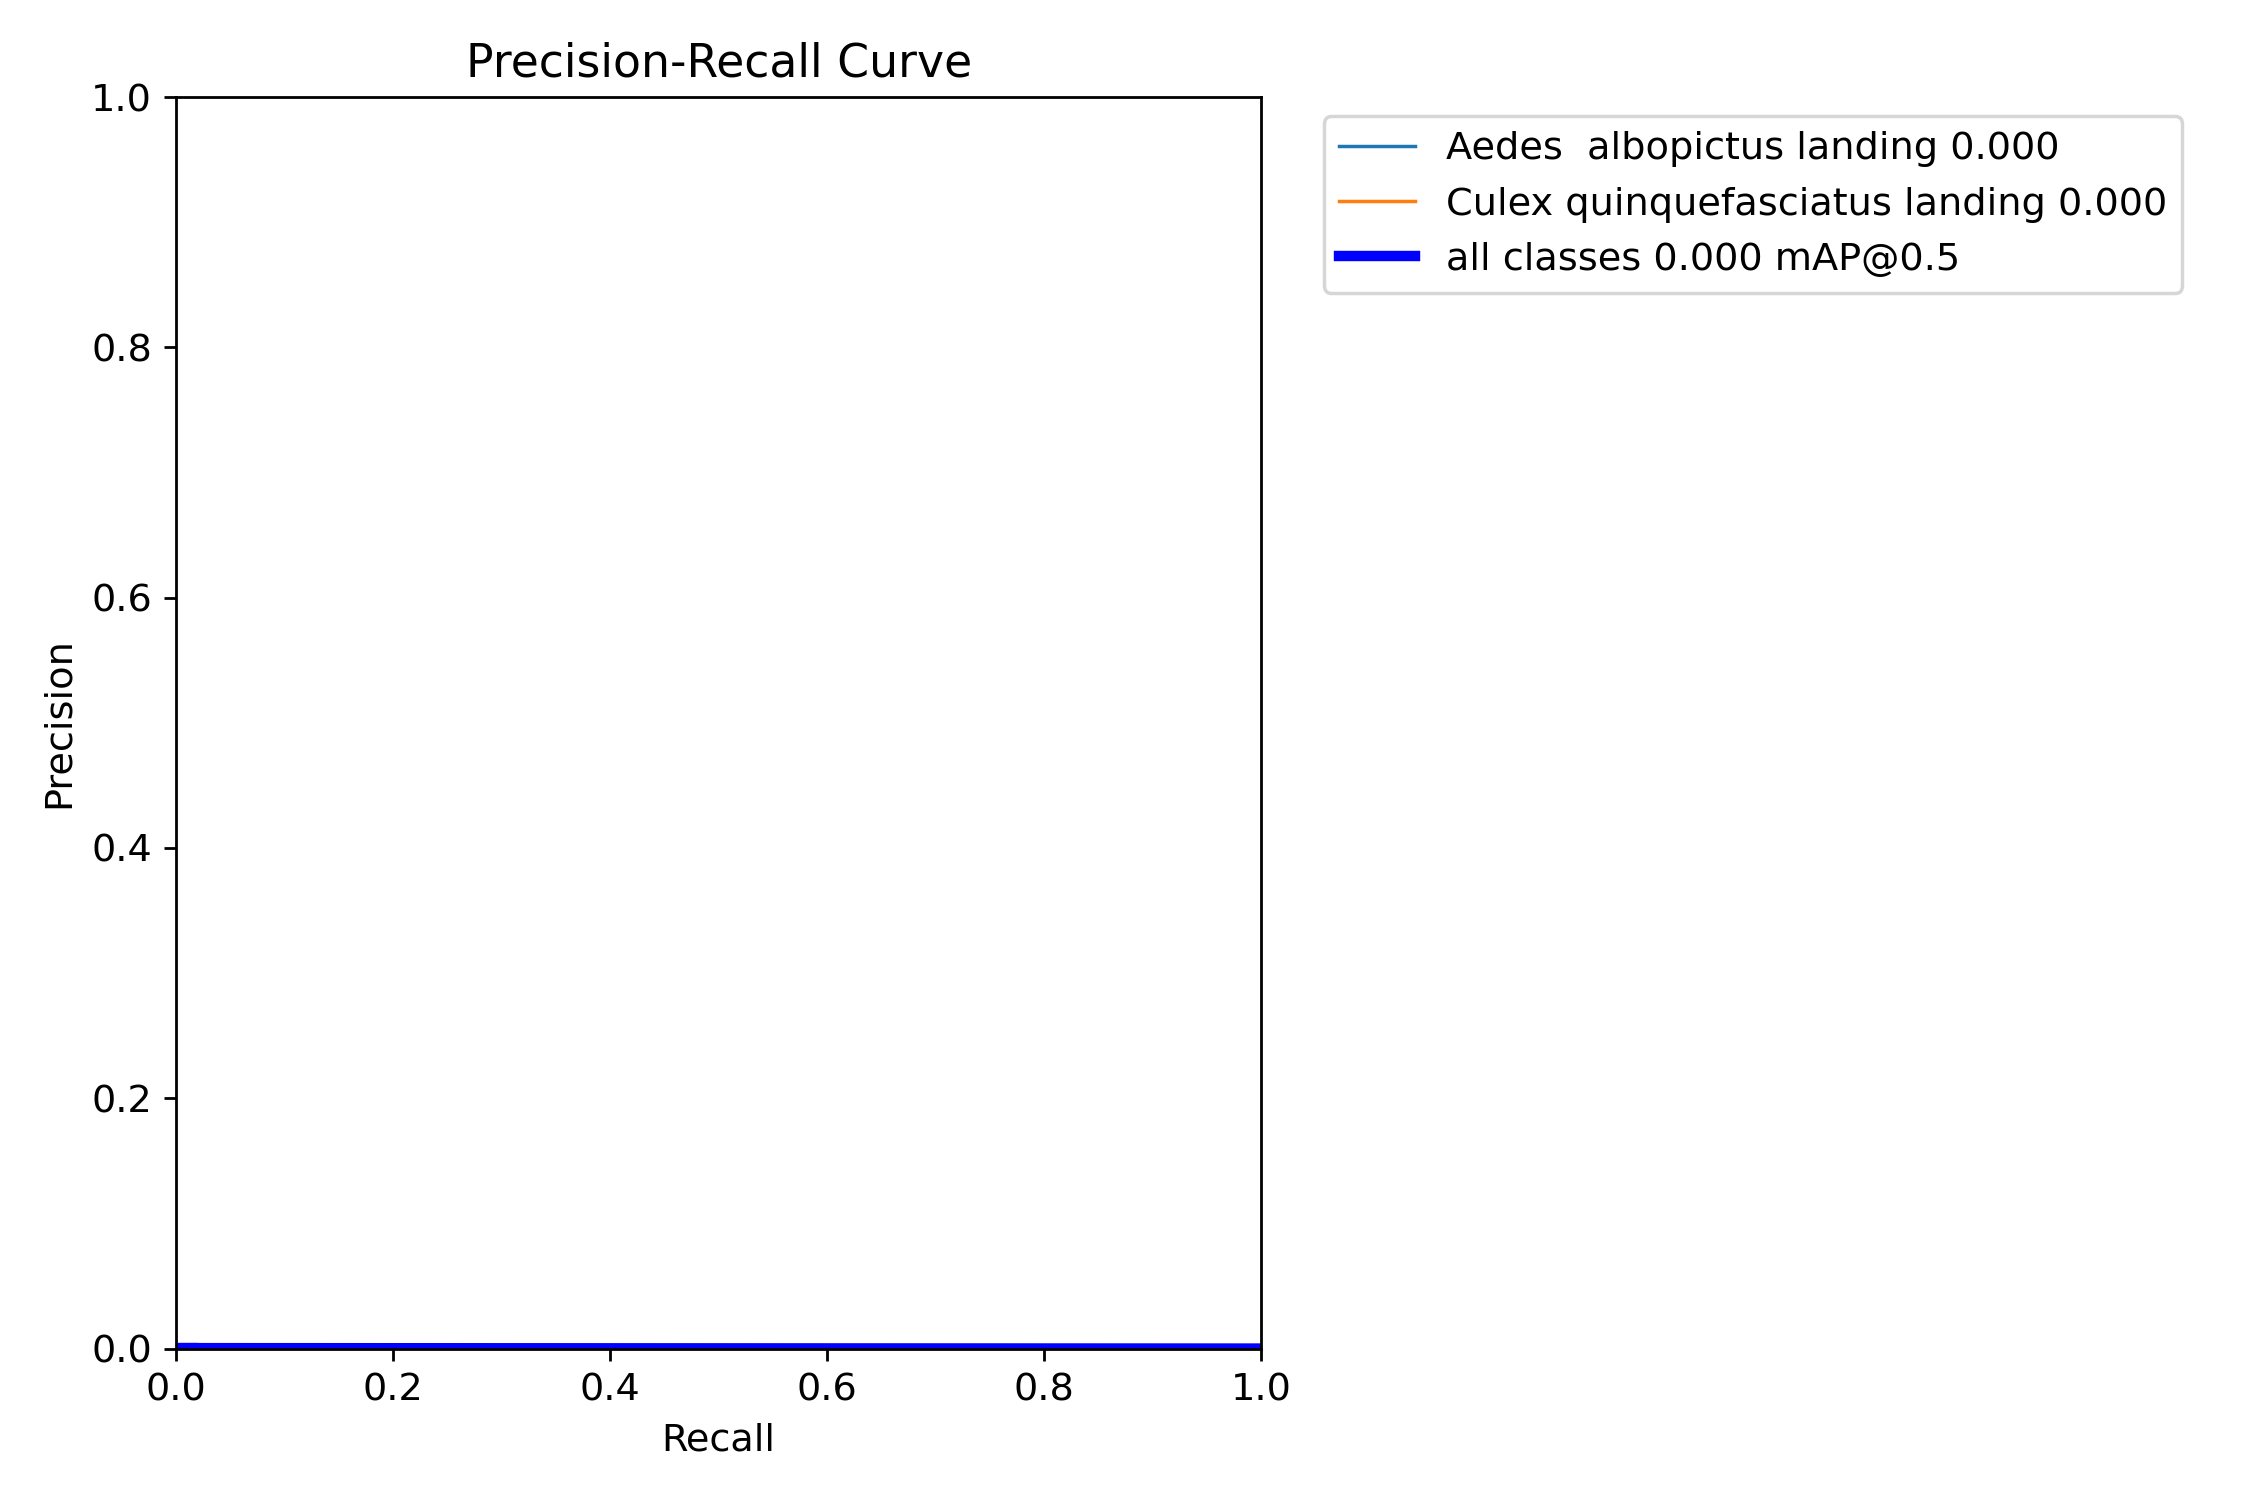 Precision-Recall Curve
1.0
0.8
0.6
0.4
0.2
0.0
Precision
0.0 0.2 0.4 0.6 0.8 1.0
Recall
Aedes  albopictus landing 0.000
Culex quinquefasciatus landing 0.000
all classes 0.000 mAP@0.5